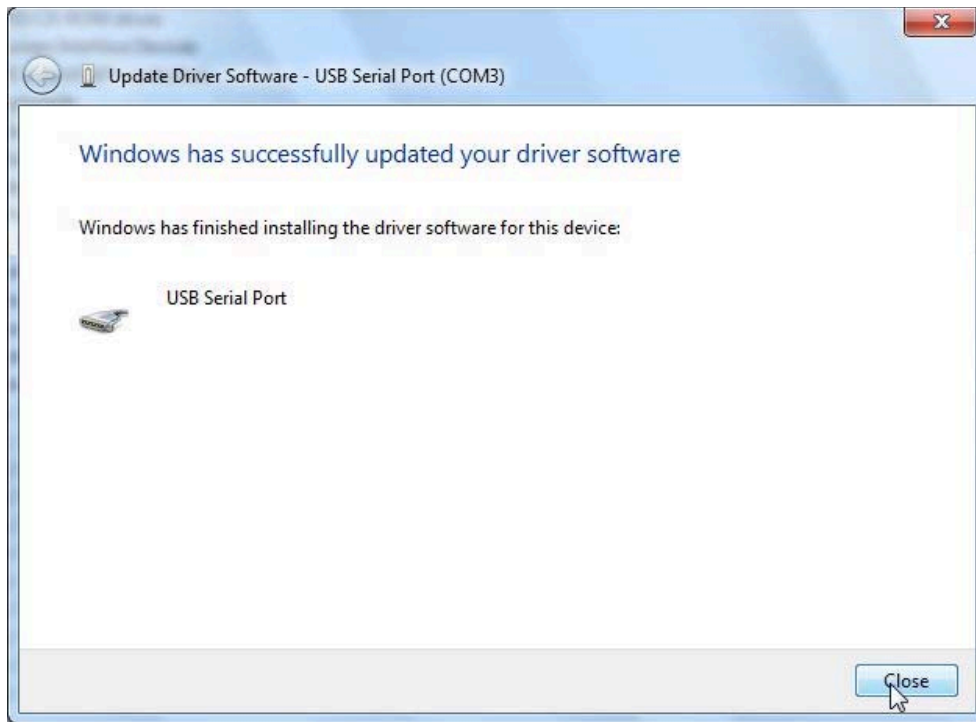 Update Driver Software - USB Serial Port (COM3)
Windows has successfully updated your driver software
Windows has finished installing the driver software for this device:
USB Serial Port
Close